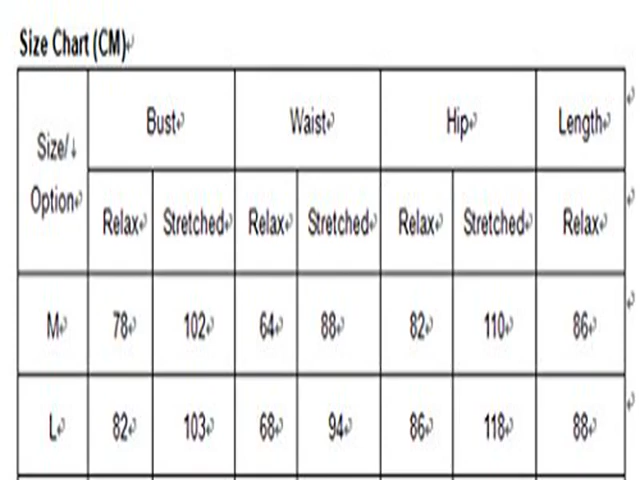 Size Chart (CM)
Size/ Bust Waist Hip Length
Option Relax Stretched Relax Stretched Relax Stretched Relax
M 78 102 64 88 82 110 86
L 82 103 68 94 86 118 88